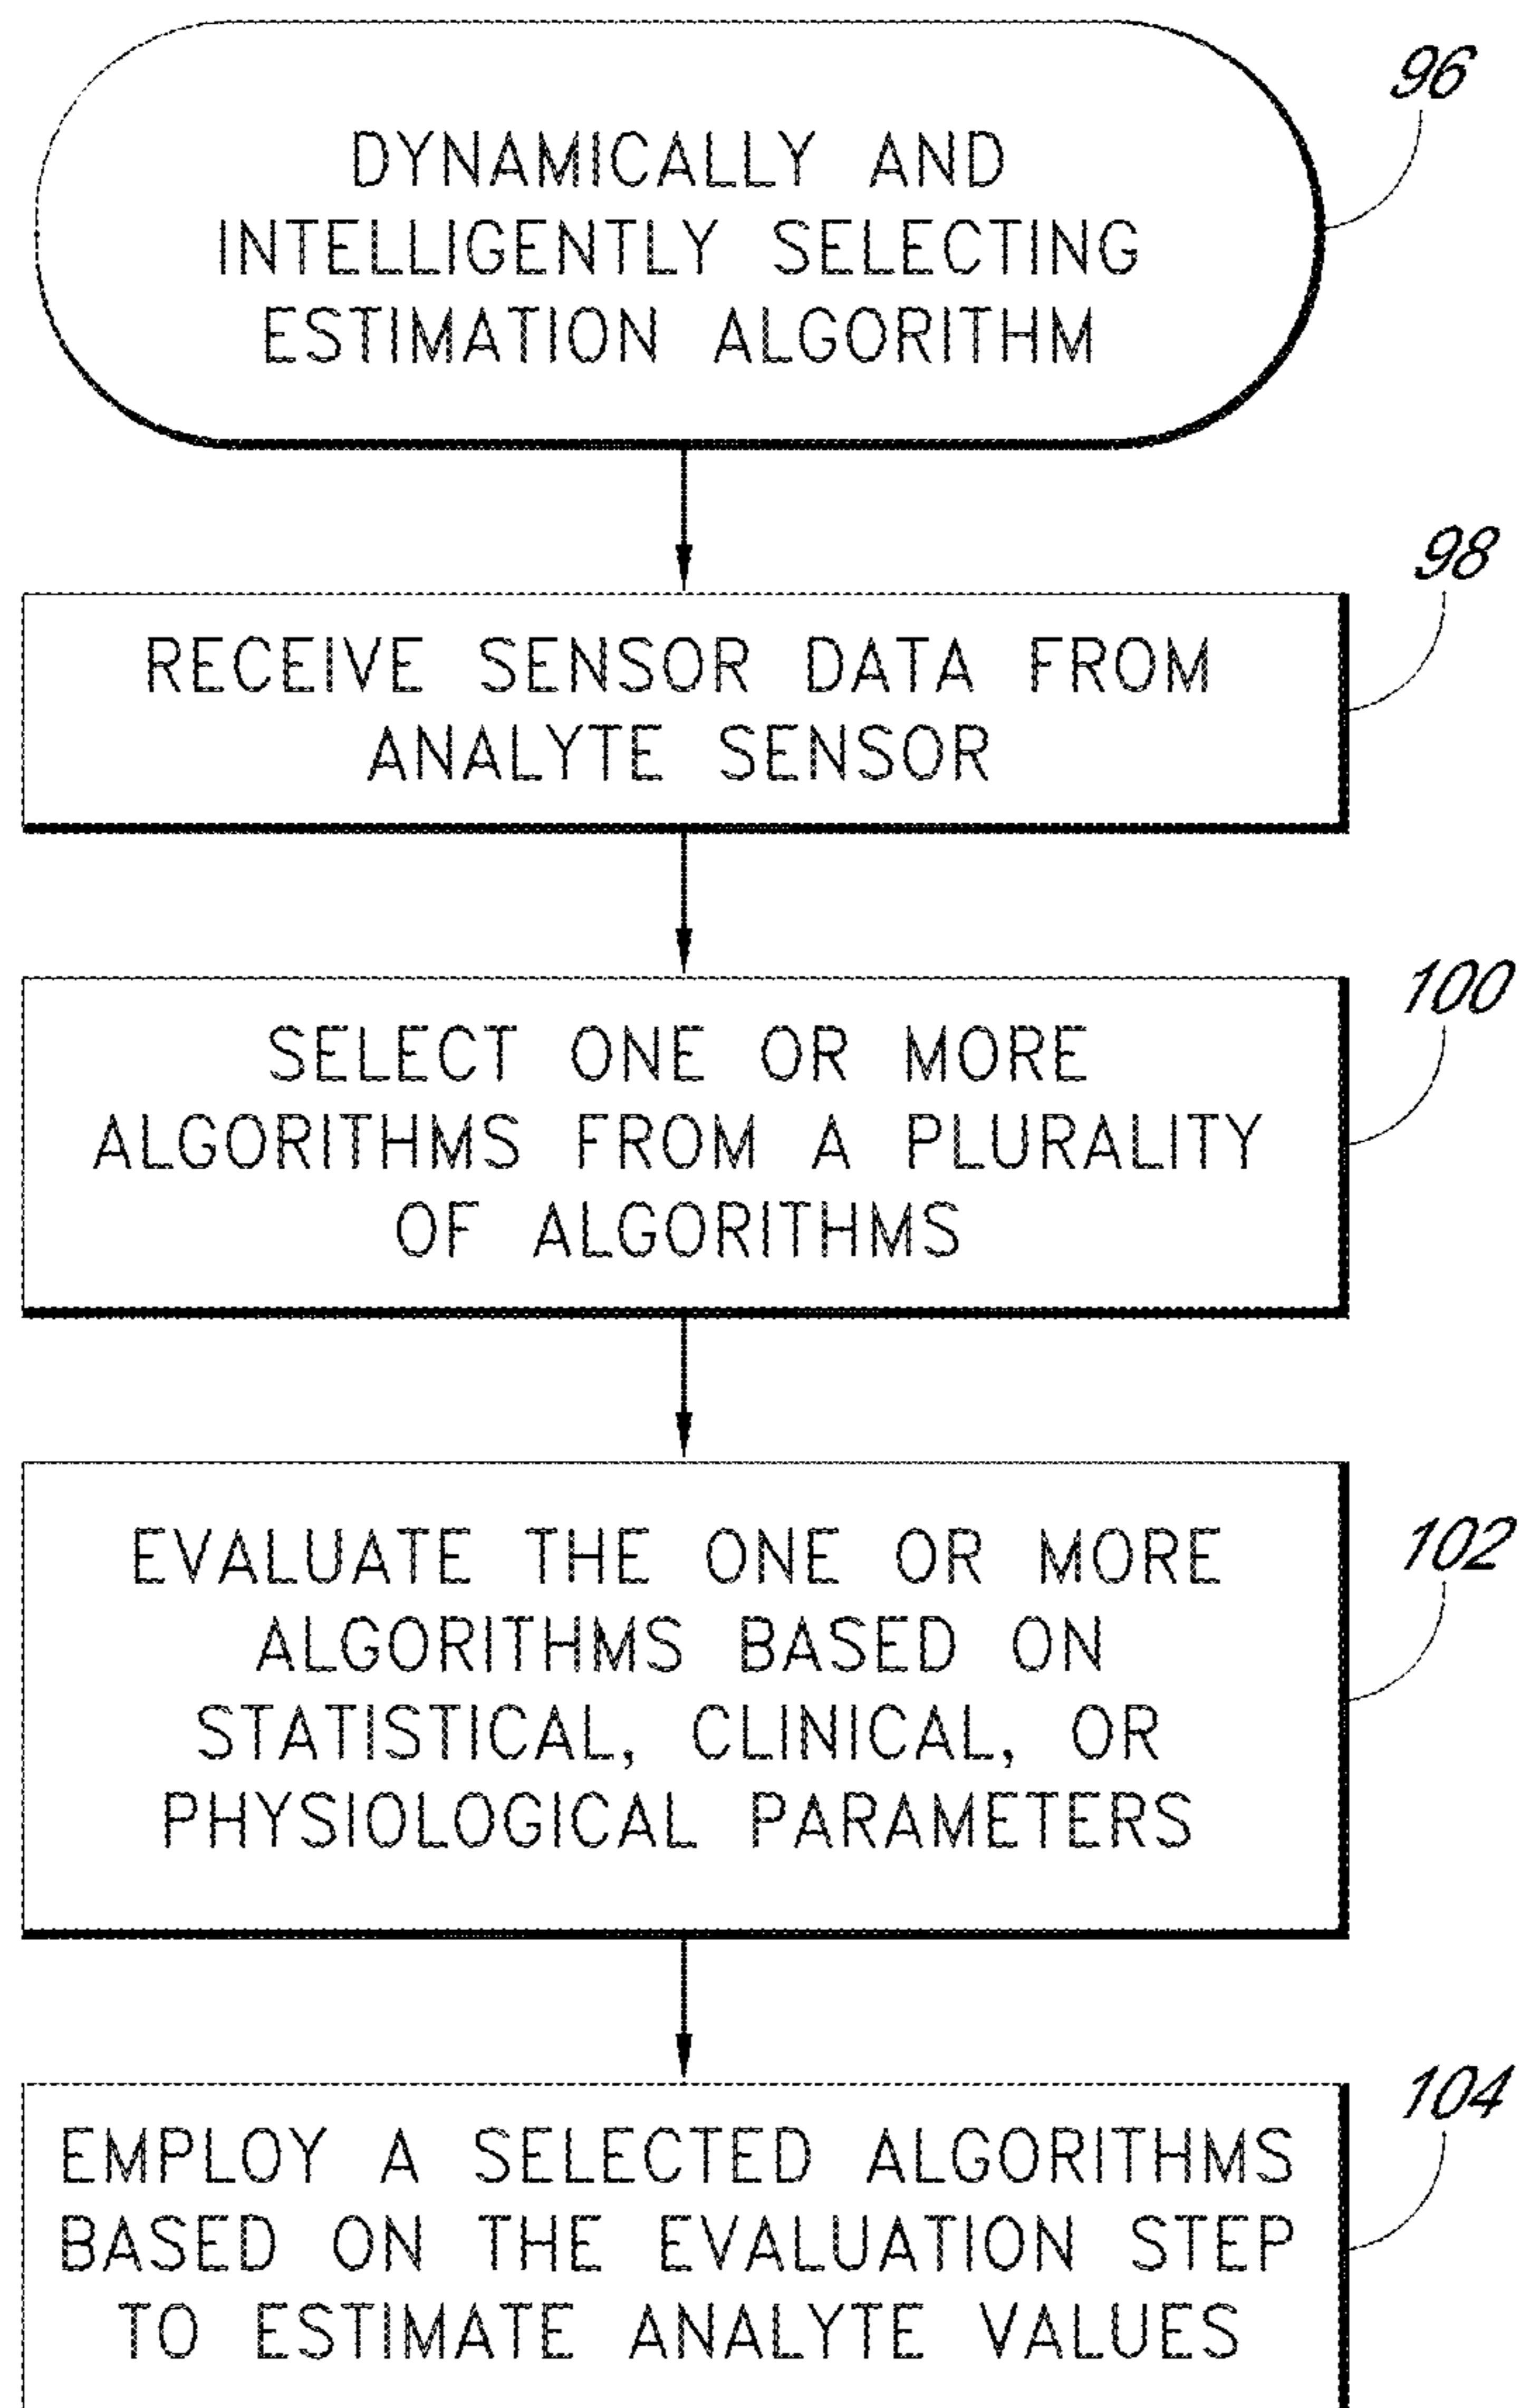 DYNAMICALLY AND
INTELLIGENTLY SELECTING
ESTIMATION ALGORITHM
96
RECEIVE SENSOR DATA FROM
ANALYTE SENSOR
98
SELECT ONE OR MORE
ALGORITHMS FROM A PLURALITY
OF ALGORITHMS
100
EVALUATE THE ONE OR MORE
ALGORITHMS BASED ON
STATISTICAL, CLINICAL, OR
PHYSIOLOGICAL PARAMETERS
102
EMPLOY A SELECTED ALGORITHMS
BASED ON THE EVALUATION STEP
TO ESTIMATE ANALYTE VALUES
104